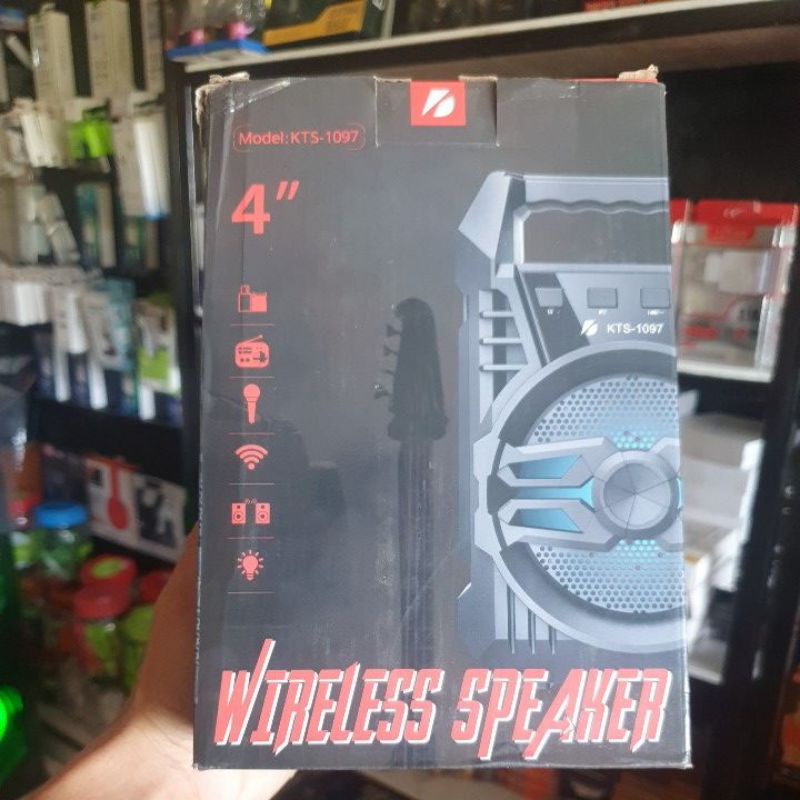 Model:KTS-1097
4”
KTS-1097
WIRELESS SPEAKER